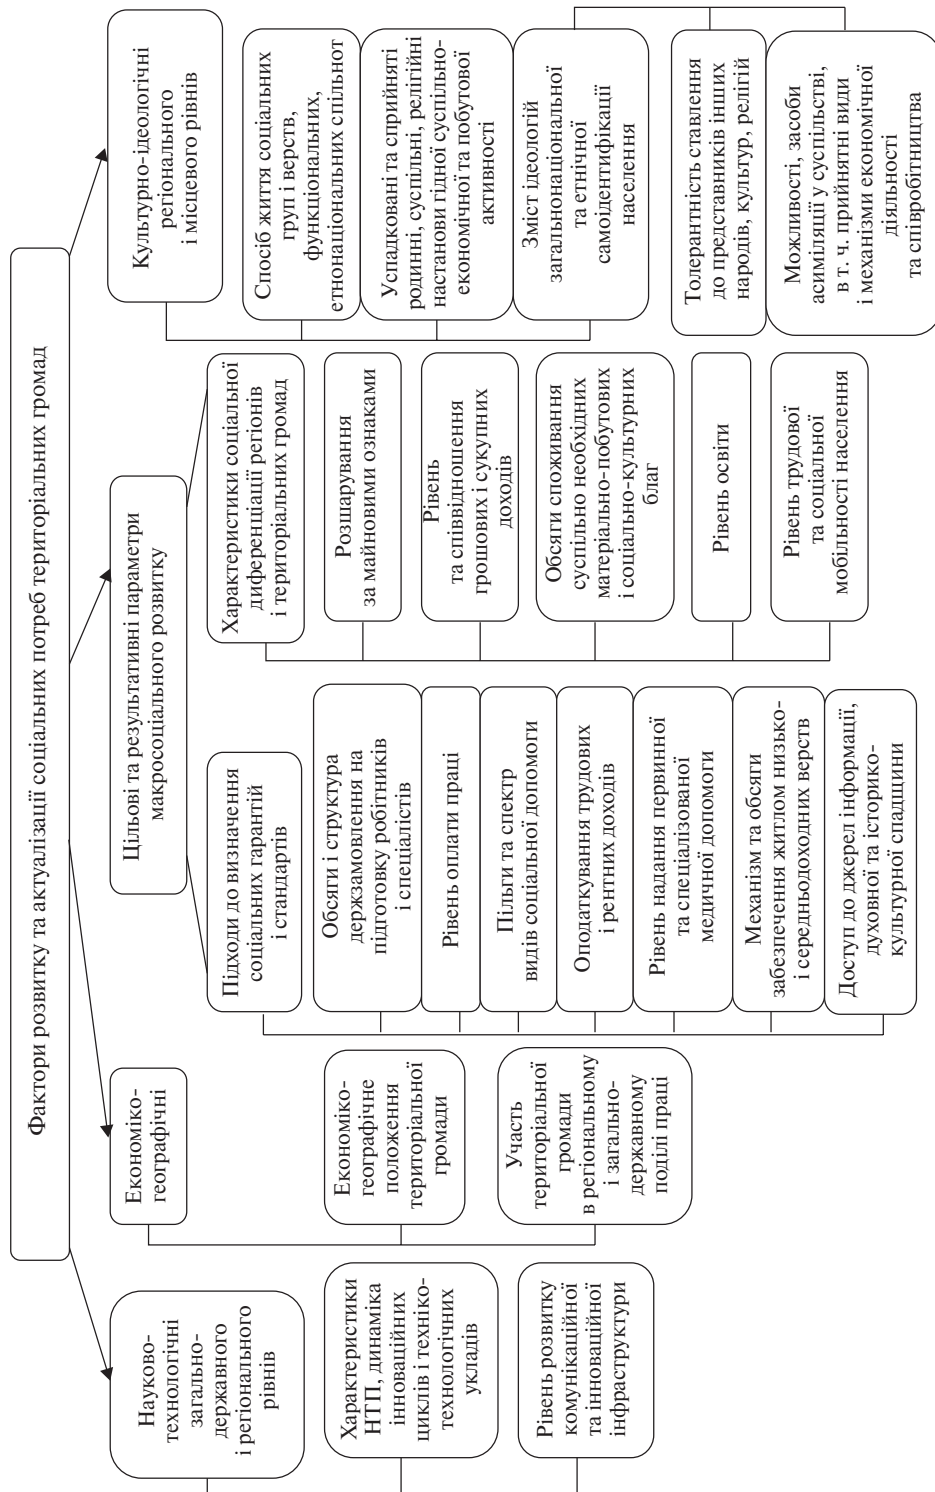 Фактори розвитку та актуалізації соціальних потреб територіальних громад
Науково-
технологічні
загально-
державного
і регіонального
рівнів
Характеристики
НТП, динаміка
інноваційних
циклів і техніко-
технологічних
укладів
Рівень розвитку
комунікаційної
та інноваційної
інфраструктури
Економіко-
географічні
Економіко-
географічне
положення
територіальної
громади
Участь
територіальної
громади
в регіональному
і загально-
державному
поділі праці
Цільові та результативні параметри
макросоціального розвитку
Підходи до визначення
соціальних гарантій
і стандартів
Обсяги і структура
держзамовлення на
підготовку робітників
і спеціалістів
Рівень оплати праці
Пільги та спектр
видів соціальної допомоги
Оподаткування трудових
і рентних доходів
Рівень надання первинної
та спеціалізованої
медичної допомоги
Механізм та обсяги
забезпечення житлом низько-
і середньодоходних верств
Доступ до джерел інформації,
духовної та історико-
культурної спадщини
Характеристики соціальної
диференціації регіонів
і територіальних громад
Розшарування
за майновими ознаками
Рівень
та співвідношення
грошових і сукупних
доходів
Обсяги споживання
суспільно необхідних
матеріально-побутових
і соціально-культурних
благ
Рівень освіти
Рівень трудової
та соціальної
мобільності населення
Культурно-ідеологічні
регіонального
і місцевого рівнів
Спосіб життя соціальних
груп і верств,
функціональних,
етнонаціональних спільнот
Успадковані та сприйняті
родинні, суспільні, релігійні
настанови гідної суспільно-
економічної та побутової
активності
Зміст ідеологій
загальнонаціональної
та етнічної
самоідентифікації
населення
Толерантність ставлення
до представників інших
народів, культур, релігій
Можливості, засоби
асиміляції у суспільстві,
в т. ч. прийнятні види
і механізми економічної
діяльності
та співробітництва